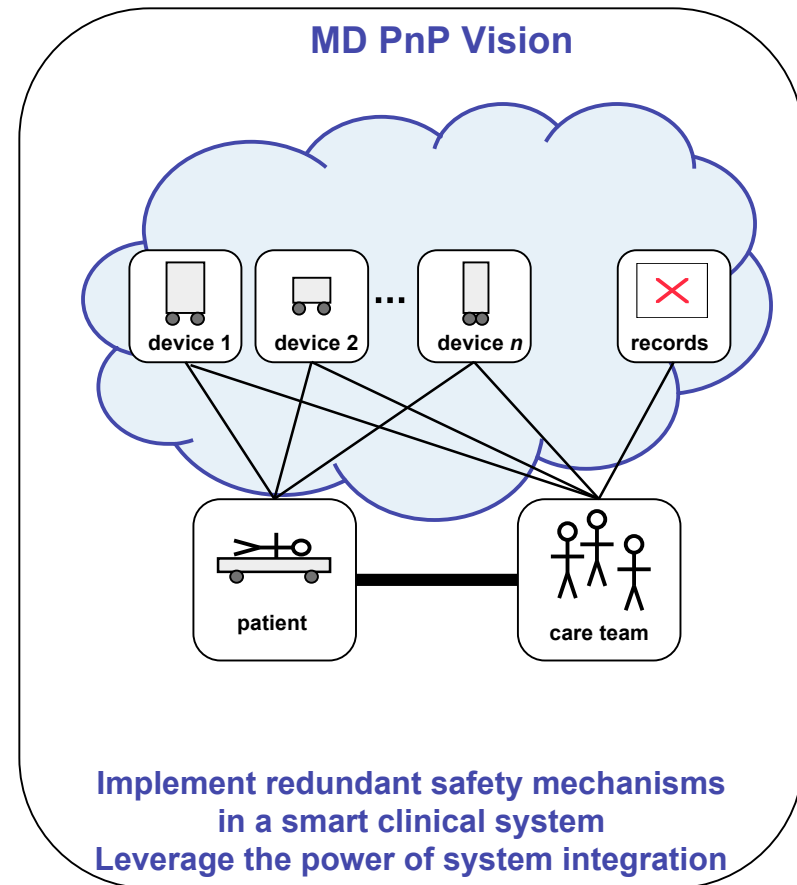 MD PnP Vision
...
device 1
device 2
device n
records
patient
care team
Implement redundant safety mechanisms
in a smart clinical system
Leverage the power of system integration